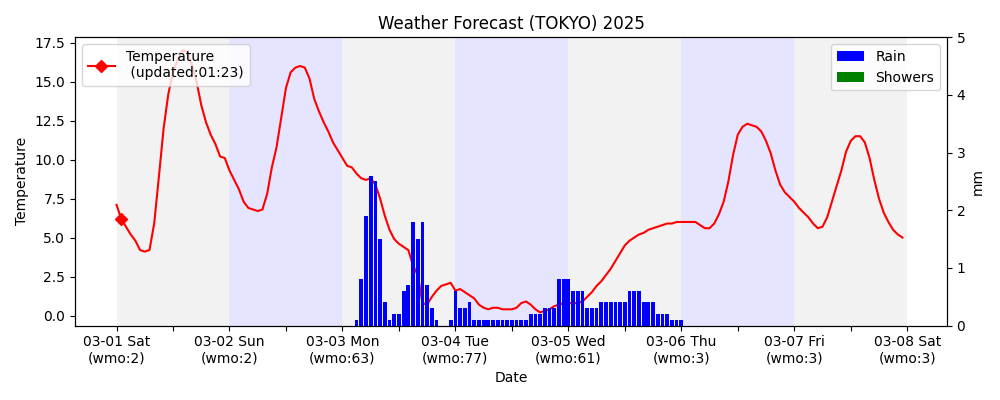 Weather Forecast (TOKYO) 2025
Temperature
(updated:01:23)
Rain
Showers
17.5
15.0
12.5
10.0
7.5
5.0
2.5
0.0
Temperature
5
4
3
2
1
0
mm
03-01 Sat
(wmo:2)
03-02 Sun
(wmo:2)
03-03 Mon
(wmo:63)
03-04 Tue
(wmo:77)
03-05 Wed
(wmo:61)
03-06 Thu
(wmo:3)
03-07 Fri
(wmo:3)
03-08 Sat
(wmo:3)
Date